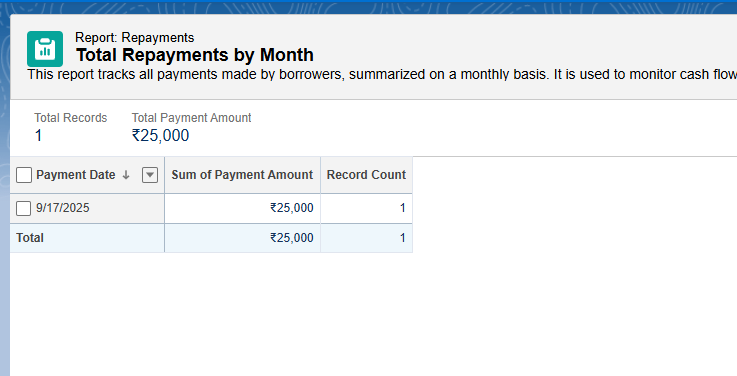 Report: Repayments
Total Repayments by Month
This report tracks all payments made by borrowers, summarized on a monthly basis. It is used to monitor cash flow
Total Records Total Payment Amount
1 ₹25,000
Payment Date ↓ Sum of Payment Amount Record Count
9/17/2025 ₹25,000 1
Total ₹25,000 1